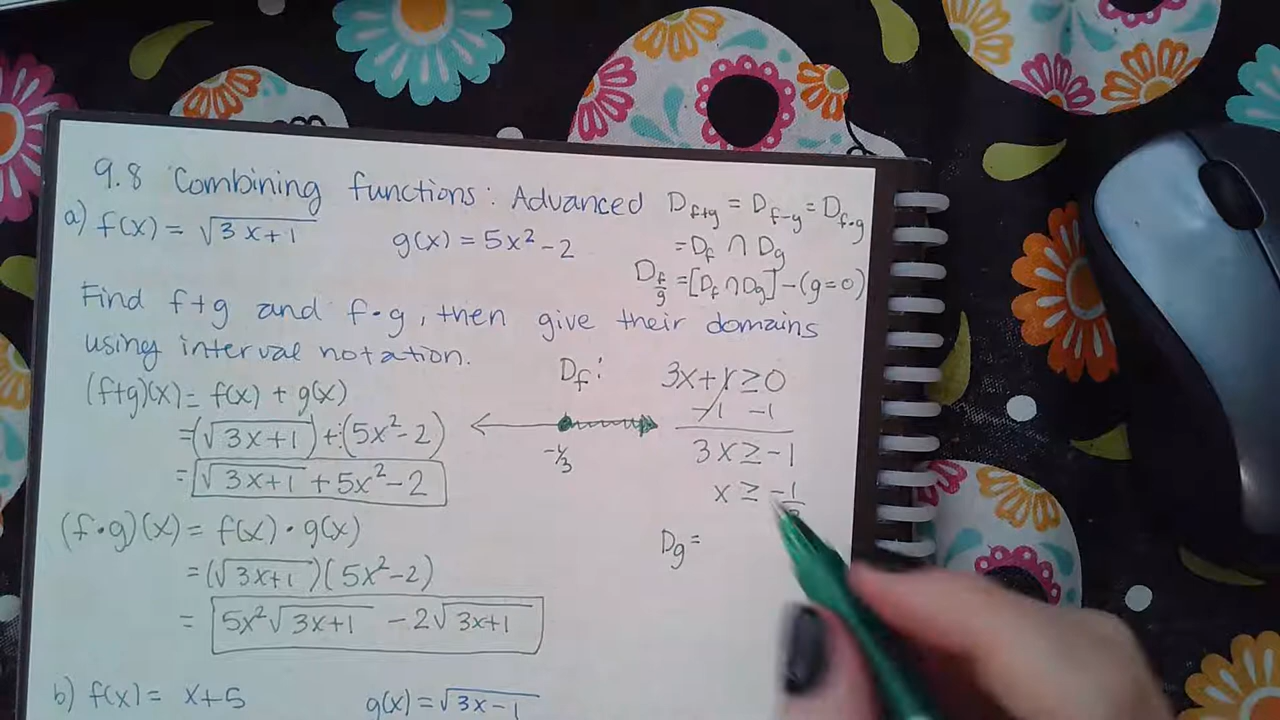 9.8 Combining functions: Advanced
D_{f+g} = D_{f-g} = D_{f·g}
= D_f ∩ D_g
D_{f/g} = [D_f ∩ D_g] - (g=0)
a) f(x) = √(3x+1) g(x) = 5x² - 2
Find f+g and f·g, then give their domains
using interval notation.
(f+g)(x) = f(x) + g(x)
= (√(3x+1)) + (5x² - 2)
= √(3x+1) + 5x² - 2
(f·g)(x) = f(x) · g(x)
= (√(3x+1))(5x² - 2)
= 5x²√(3x+1) - 2√(3x+1)
D_f:
-1/3
3x + 1 ≥ 0
-1 -1
3x ≥ -1
x ≥ -1
D_g =
b) f(x) = x+5 g(x) = √(3x-1)